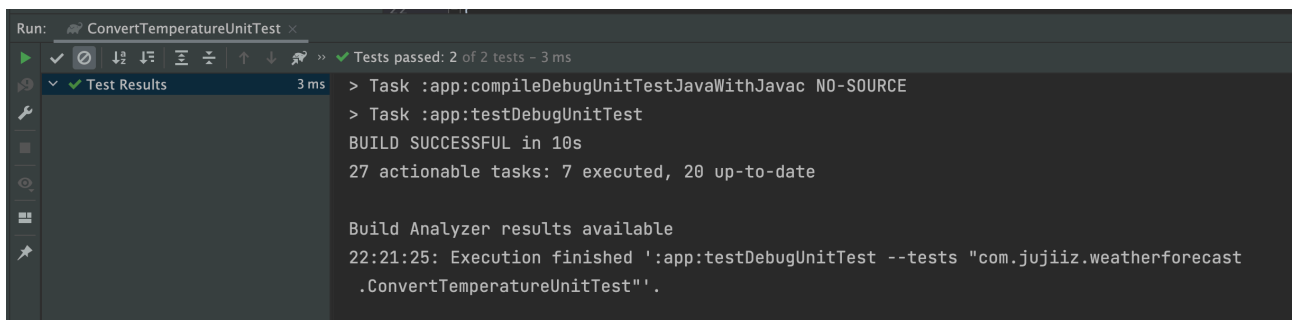 Run: ConvertTemperatureUnitTest ×
» Tests passed: 2 of 2 tests – 3 ms
Test Results 3 ms
> Task :app:compileDebugUnitTestJavaWithJavac NO-SOURCE
> Task :app:testDebugUnitTest
BUILD SUCCESSFUL in 10s
27 actionable tasks: 7 executed, 20 up-to-date
Build Analyzer results available
22:21:25: Execution finished ':app:testDebugUnitTest --tests "com.jujiiz.weatherforecast
.ConvertTemperatureUnitTest"'.